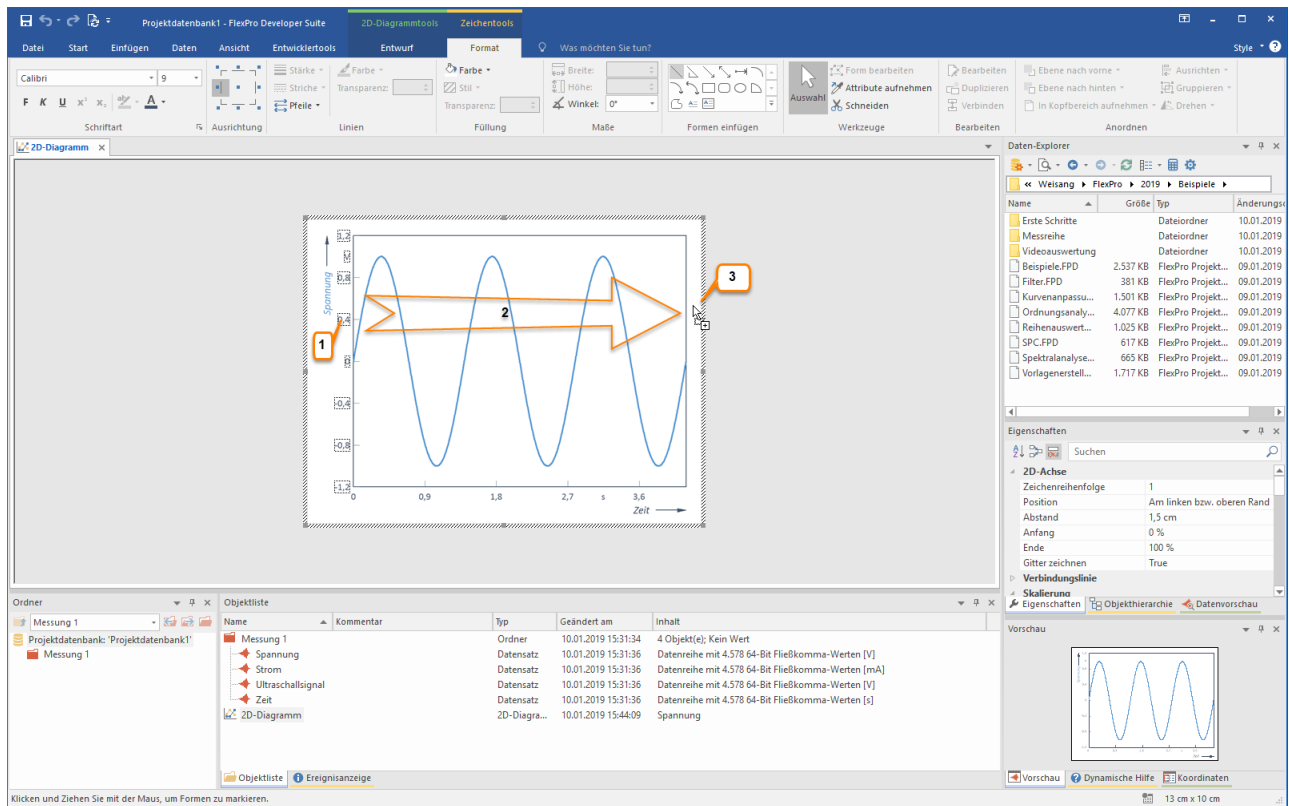 Projektdatenbank1 - FlexPro Developer Suite 2D-Diagrammtools Zeichentools
Datei Start Einfügen Daten Ansicht Entwicklertools Entwurf Format Was möchten Sie tun? Style ?
Calibri 9
F K U x² x₂ aby A
Schriftart
Ausrichtung
Stärke Farbe
Striche Transparenz:
Pfeile
Linien
Farbe
Stil
Transparenz:
Füllung
Breite:
Höhe:
Winkel: 0°
Maße
Formen einfügen
Auswahl
Form bearbeiten
Attribute aufnehmen
Schneiden
Werkzeuge
Bearbeiten
Duplizieren
Verbinden
Bearbeiten
Ebene nach vorne Ausrichten
Ebene nach hinten Gruppieren
In Kopfbereich aufnehmen Drehen
Anordnen
2D-Diagramm
1,2
0,8
0,4
0
-0,4
-0,8
-1,2
Spannung
V
0 0,9 1,8 2,7 s 3,6
Zeit
1
2
3
Daten-Explorer
« Weisang FlexPro 2019 Beispiele
Name Größe Typ Änderungsd
Erste Schritte Dateiordner 10.01.2019
Messreihe Dateiordner 10.01.2019
Videoauswertung Dateiordner 10.01.2019
Beispiele.FPD 2.537 KB FlexPro Projekt... 09.01.2019
Filter.FPD 381 KB FlexPro Projekt... 09.01.2019
Kurvenanpassu... 1.501 KB FlexPro Projekt... 09.01.2019
Ordnungsanaly... 4.077 KB FlexPro Projekt... 09.01.2019
Reihenauswert... 1.025 KB FlexPro Projekt... 09.01.2019
SPC.FPD 617 KB FlexPro Projekt... 09.01.2019
Spektralanalyse... 665 KB FlexPro Projekt... 09.01.2019
Vorlagenerstell... 1.717 KB FlexPro Projekt... 09.01.2019
Eigenschaften
Suchen
2D-Achse
Zeichenreihenfolge 1
Position Am linken bzw. oberen Rand
Abstand 1,5 cm
Anfang 0 %
Ende 100 %
Gitter zeichnen True
Verbindungslinie
Skalierung
Eigenschaften Objekthierarchie Datenvorschau
Ordner
Messung 1
Projektdatenbank: 'Projektdatenbank1'
Messung 1
Objektliste
Name Kommentar Typ Geändert am Inhalt
Messung 1 Ordner 10.01.2019 15:31:34 4 Objekt(e); Kein Wert
Spannung Datensatz 10.01.2019 15:31:36 Datenreihe mit 4.578 64-Bit Fließkomma-Werten [V]
Strom Datensatz 10.01.2019 15:31:36 Datenreihe mit 4.578 64-Bit Fließkomma-Werten [mA]
Ultraschallsignal Datensatz 10.01.2019 15:31:36 Datenreihe mit 4.578 64-Bit Fließkomma-Werten [V]
Zeit Datensatz 10.01.2019 15:31:36 Datenreihe mit 4.578 64-Bit Fließkomma-Werten [s]
2D-Diagramm 2D-Diagra... 10.01.2019 15:44:09 Spannung
Objektliste Ereignisanzeige
Vorschau
Vorschau Dynamische Hilfe Koordinaten
Klicken und Ziehen Sie mit der Maus, um Formen zu markieren. 13 cm x 10 cm